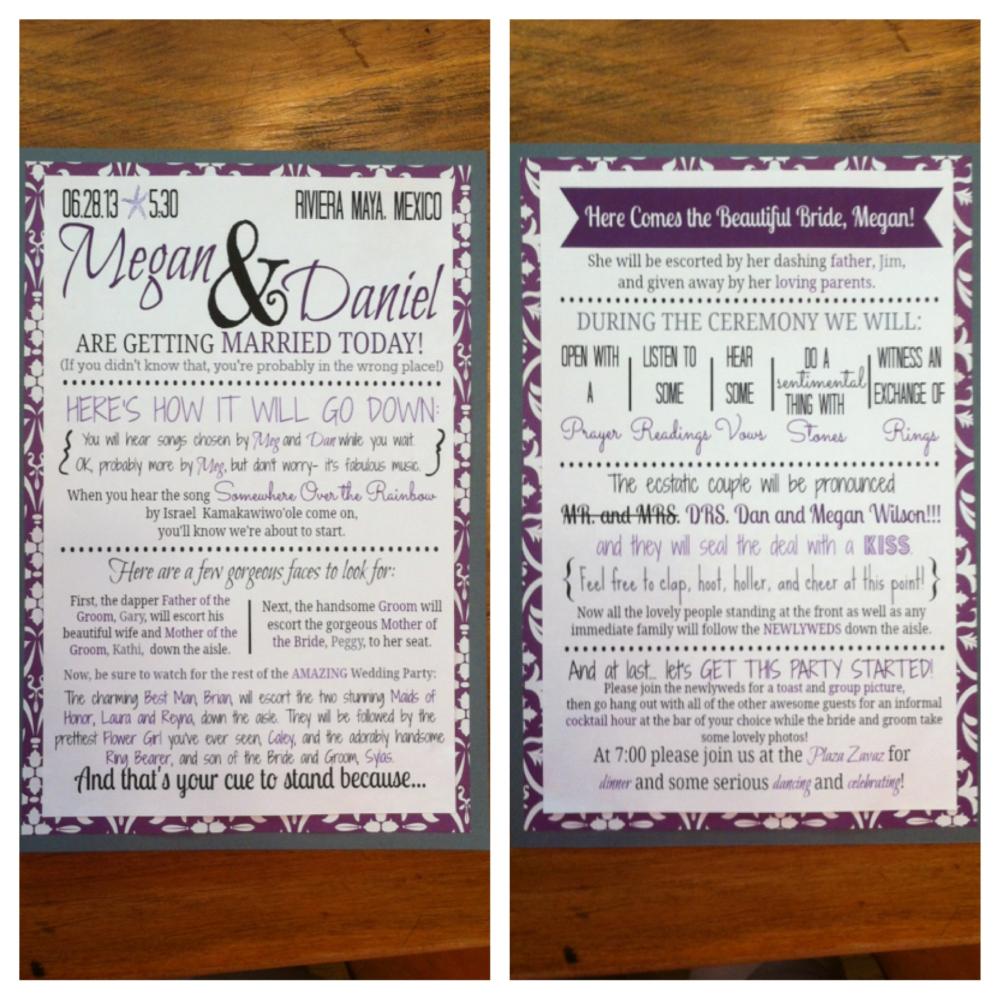 06.28.13 5.30 RIVIERA MAYA. MEXICO
Megan & Daniel
ARE GETTING MARRIED TODAY!
(If you didn't know that, you're probably in the wrong place!)
HERE'S HOW IT WILL GO DOWN:
{ You will hear songs chosen by Meg and Dan while you wait.
OK, probably more by Meg, but don't worry- it's fabulous music. }
When you hear the song Somewhere Over the Rainbow
by Israel Kamakawiwo'ole come on,
you'll know we're about to start.
Here are a few gorgeous faces to look for:
First, the dapper Father of the
Groom, Gary, will escort his
beautiful wife and Mother of the
Groom, Kathi, down the aisle.
Next, the handsome Groom will
escort the gorgeous Mother of
the Bride, Peggy, to her seat.
Now, be sure to watch for the rest of the AMAZING Wedding Party:
The charming Best Man, Brian, will escort the two stunning Maids of
Honor, Laura and Reyna, down the aisle. They will be followed by the
prettiest Flower Girl you've ever seen, Caley, and the adorably handsome
Ring Bearer, and son of the Bride and Groom, Sylas.
And that's your cue to stand because...
Here Comes the Beautiful Bride, Megan!
She will be escorted by her dashing father, Jim,
and given away by her loving parents.
DURING THE CEREMONY WE WILL:
OPEN WITH
A
Prayer
LISTEN TO
SOME
Readings
HEAR
SOME
Vows
DO A
sentimental
THING WITH
Stones
WITNESS AN
EXCHANGE OF
Rings
The ecstatic couple will be pronounced
MR. and MRS. DRS. Dan and Megan Wilson!!!
and they will seal the deal with a KISS.
{ Feel free to clap, hoot, holler, and cheer at this point! }
Now all the lovely people standing at the front as well as any
immediate family will follow the NEWLYWEDS down the aisle.
And at last... let's GET THIS PARTY STARTED!
Please join the newlyweds for a toast and group picture,
then go hang out with all of the other awesome guests for an informal
cocktail hour at the bar of your choice while the bride and groom take
some lovely photos!
At 7:00 please join us at the Plaza Zavaz for
dinner and some serious dancing and celebrating!